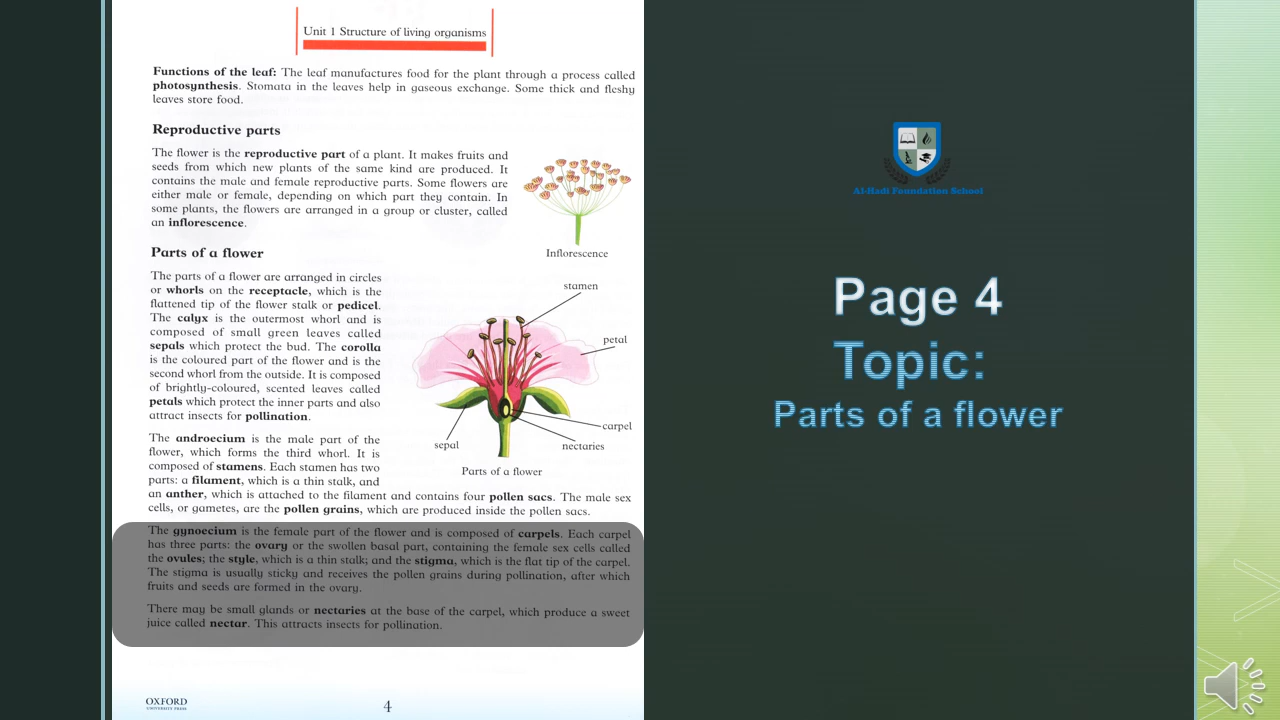 Unit 1 Structure of living organisms
Functions of the leaf: The leaf manufactures food for the plant through a process called
photosynthesis. Stomata in the leaves help in gaseous exchange. Some thick and fleshy
leaves store food.
Reproductive parts
The flower is the reproductive part of a plant. It makes fruits and
seeds from which new plants of the same kind are produced. It
contains the male and female reproductive parts. Some flowers are
either male or female, depending on which part they contain. In
some plants, the flowers are arranged in a group or cluster, called
an inflorescence.
Inflorescence
Parts of a flower
The parts of a flower are arranged in circles
or whorls on the receptacle, which is the
flattened tip of the flower stalk or pedicel.
The calyx is the outermost whorl and is
composed of small green leaves called
sepals which protect the bud. The corolla
is the coloured part of the flower and is the
second whorl from the outside. It is composed
of brightly-coloured, scented leaves called
petals which protect the inner parts and also
attract insects for pollination.
stamen
petal
carpel
sepal
nectaries
Parts of a flower
The androecium is the male part of the
flower, which forms the third whorl. It is
composed of stamens. Each stamen has two
parts: a filament, which is a thin stalk, and
an anther, which is attached to the filament and contains four pollen sacs. The male sex
cells, or gametes, are the pollen grains, which are produced inside the pollen sacs.
The gynoecium is the female part of the flower and is composed of carpels. Each carpel
has three parts: the ovary or the swollen basal part, containing the female sex cells called
the ovules; the style, which is a thin stalk; and the stigma, which is the flat tip of the carpel.
The stigma is usually sticky and receives the pollen grains during pollination, after which
fruits and seeds are formed in the ovary.
There may be small glands or nectaries at the base of the carpel, which produce a sweet
juice called nectar. This attracts insects for pollination.
OXFORD
UNIVERSITY PRESS
4
Al-Hadi Foundation School
Page 4
Topic:
Parts of a flower